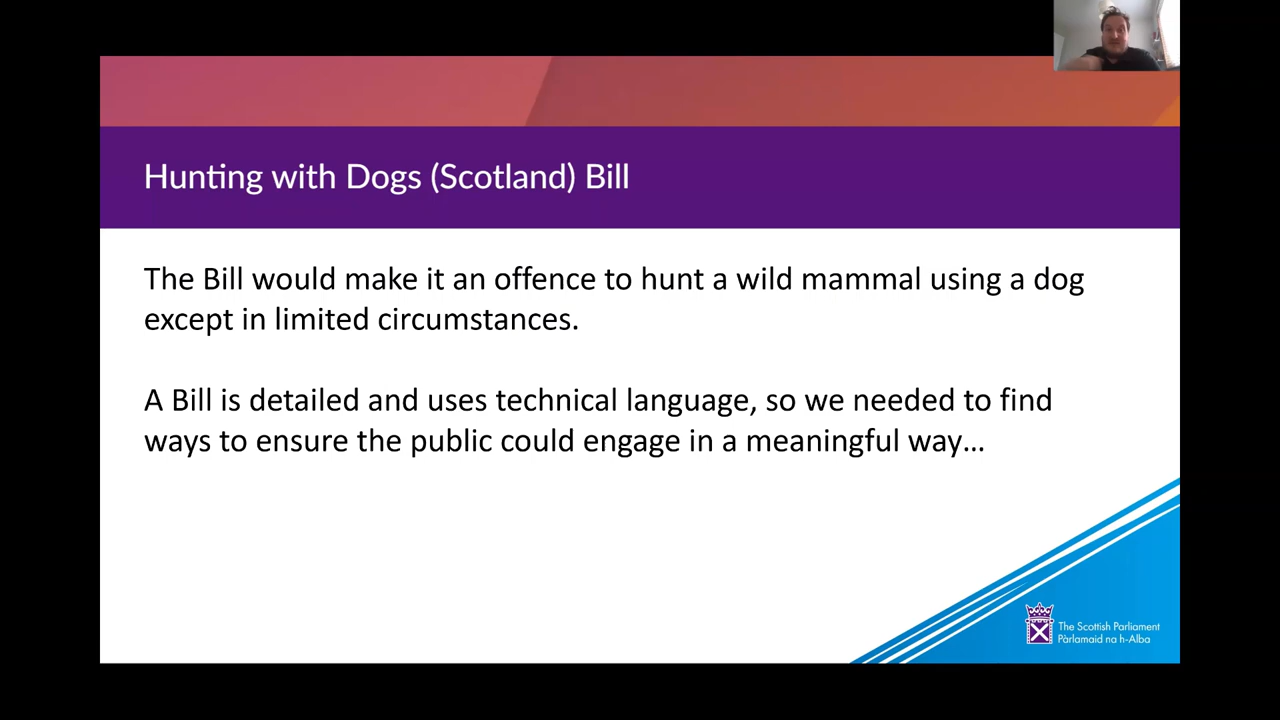 Hunting with Dogs (Scotland) Bill
The Bill would make it an offence to hunt a wild mammal using a dog
except in limited circumstances.
A Bill is detailed and uses technical language, so we needed to find
ways to ensure the public could engage in a meaningful way…
The Scottish Parliament
Pàrlamaid na h-Alba